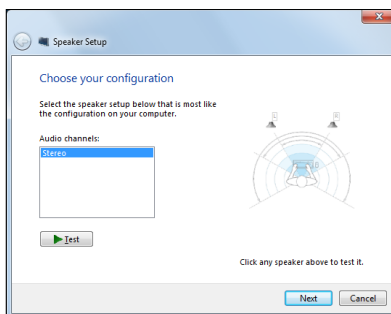 Speaker Setup
Choose your configuration
Select the speaker setup below that is most like
the configuration on your computer.
Audio channels:
Stereo
Test
Click any speaker above to test it.
Next
Cancel